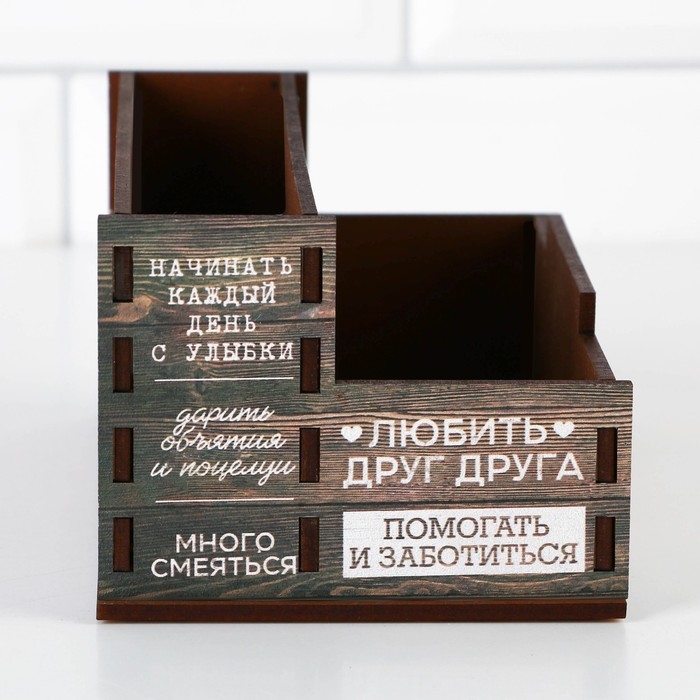 НАЧИНАТЬ
КАЖДЫЙ
ДЕНЬ
С УЛЫБКИ
дарить
объятия
и поцелуи
МНОГО
СМЕЯТЬСЯ
ЛЮБИТЬ
ДРУГ ДРУГА
ПОМОГАТЬ
И ЗАБОТИТЬСЯ